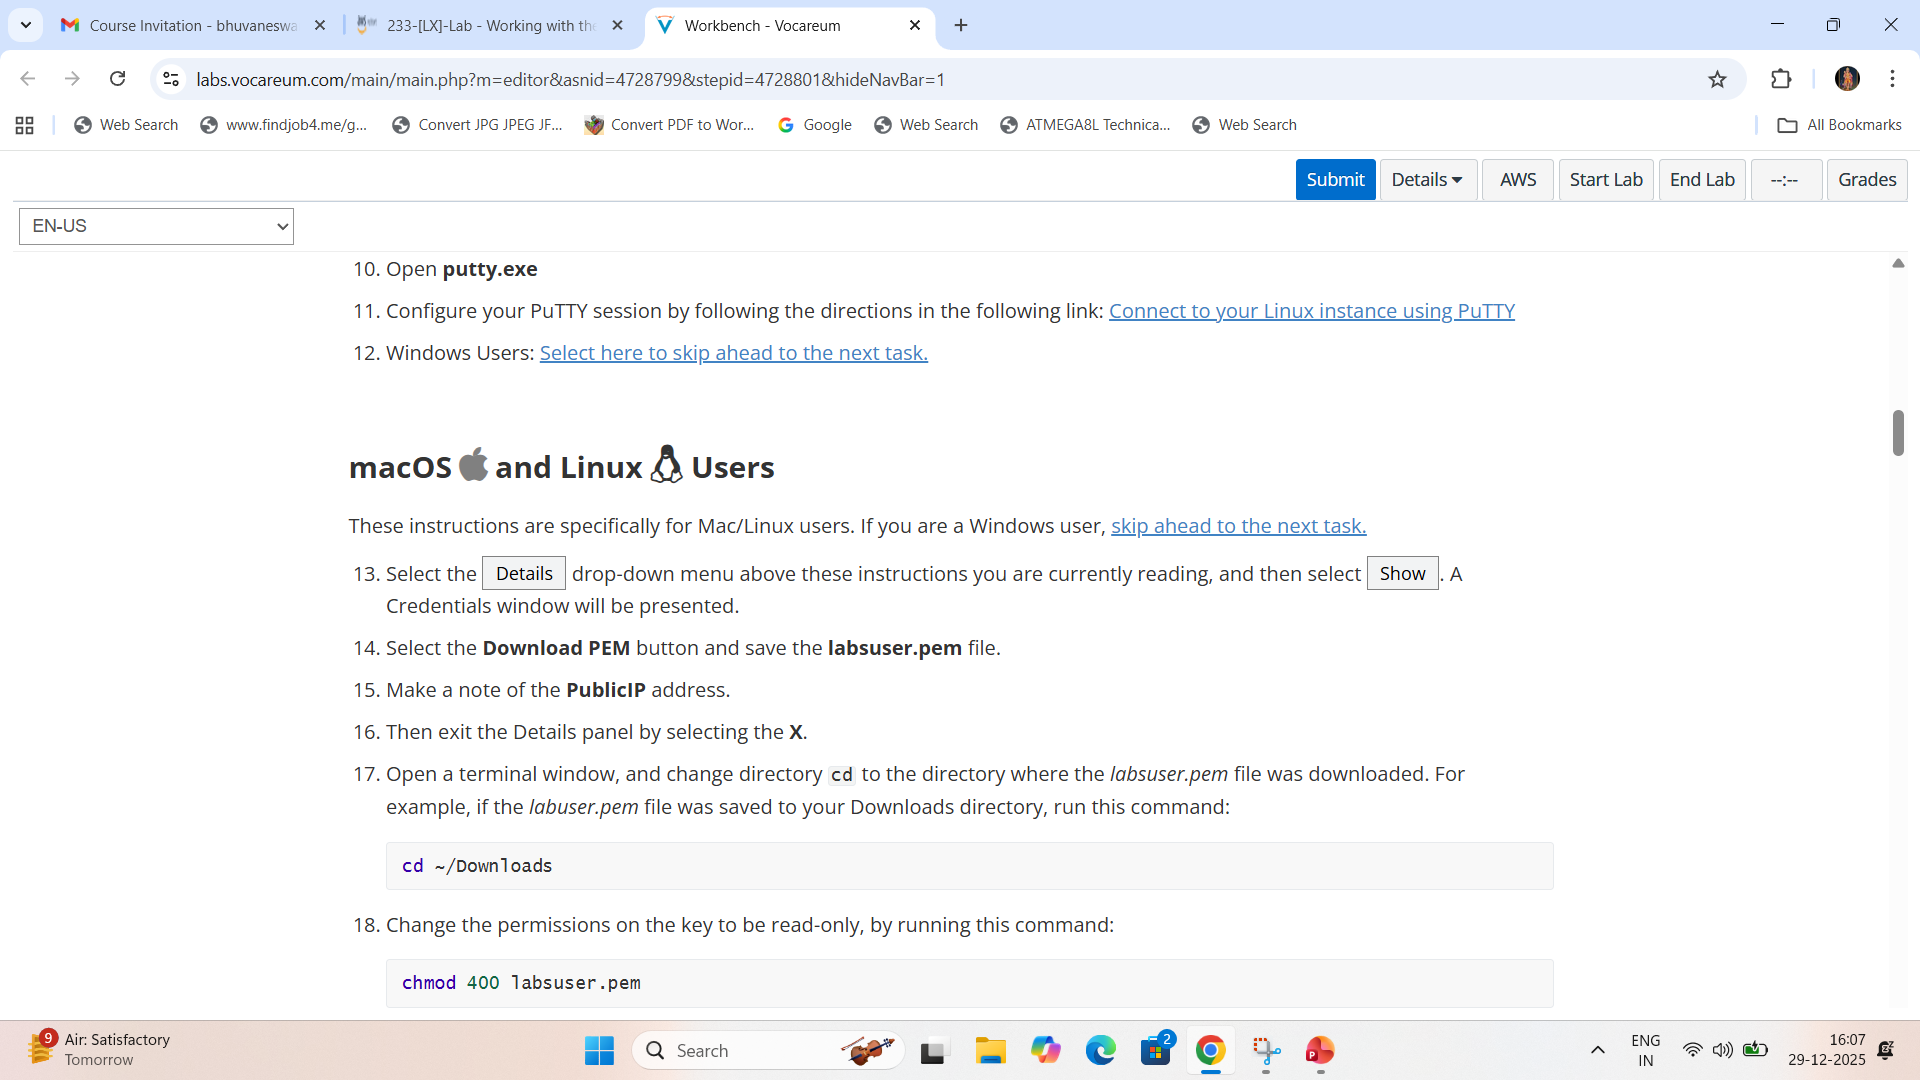 Course Invitation - bhuvaneswa
233-[LX]-Lab - Working with the
Workbench - Vocareum
labs.vocareum.com/main/main.php?m=editor&asnid=4728799&stepid=4728801&hideNavBar=1
Web Search
www.findjob4.me/g...
Convert JPG JPEG JF...
Convert PDF to Wor...
Google
Web Search
ATMEGA8L Technica...
Web Search
All Bookmarks
Submit
Details
AWS
Start Lab
End Lab
--:--
Grades
EN-US
10. Open putty.exe
11. Configure your PuTTY session by following the directions in the following link: Connect to your Linux instance using PuTTY
12. Windows Users: Select here to skip ahead to the next task.
macOS and Linux Users
These instructions are specifically for Mac/Linux users. If you are a Windows user, skip ahead to the next task.
13. Select the Details drop-down menu above these instructions you are currently reading, and then select Show . A
Credentials window will be presented.
14. Select the Download PEM button and save the labsuser.pem file.
15. Make a note of the PublicIP address.
16. Then exit the Details panel by selecting the X.
17. Open a terminal window, and change directory cd to the directory where the labsuser.pem file was downloaded. For
example, if the labuser.pem file was saved to your Downloads directory, run this command:
cd ~/Downloads
18. Change the permissions on the key to be read-only, by running this command:
chmod 400 labsuser.pem
9
Air: Satisfactory
Tomorrow
Search
2
P
ENG
IN
16:07
29-12-2025